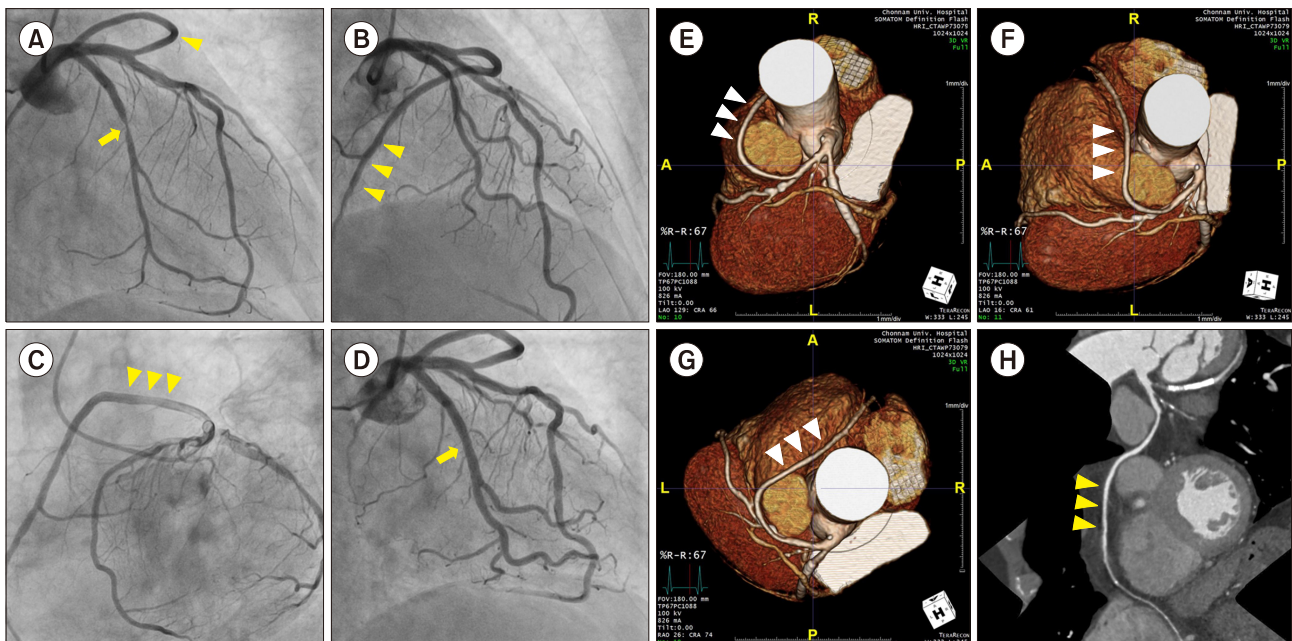 A
B
E
Chonnam Univ. Hospital
SOMATOM Definition Flash
HRI_CTAWP73079
1024x1024
3D VR
Full
R
1mm/div
A
P
%R-R:67
FOV:180.00 mm
TP67PC1088
100 kV
826 mA
Tilt:0.00
LAO 129: CRA 66
No: 10
L
H
TERARECON
W:333 L:245
1mm/div
F
Chonnam Univ. Hospital
SOMATOM Definition Flash
HRI_CTAWP73079
1024x1024
3D VR
Full
R
1mm/div
A
P
%R-R:67
FOV:180.00 mm
TP67PC1088
100 kV
826 mA
Tilt:0.00
LAO 16: CRA 61
No: 11
L
A
H
TERARECON
W:333 L:245
1mm/div
C
D
G
Chonnam Univ. Hospital
SOMATOM Definition Flash
HRI_CTAWP73079
1024x1024
3D VR
Full
A
1mm/div
L
R
%R-R:67
FOV:180.00 mm
TP67PC1088
100 kV
826 mA
Tilt:0.00
RAO 26: CRA 74
P
H
TERARECON
H